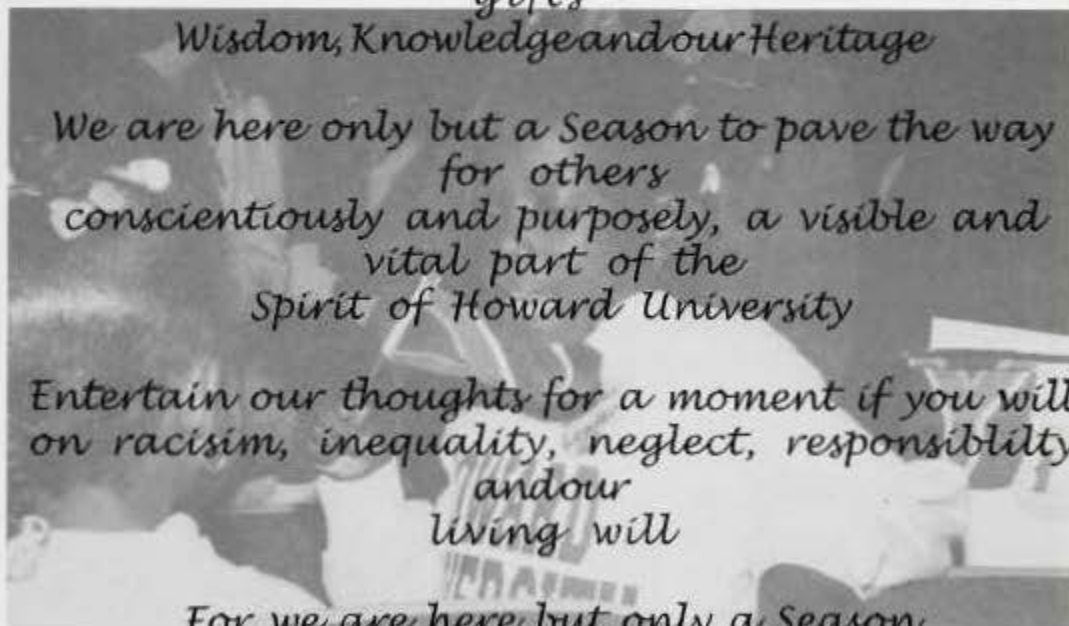 gifts
Wisdom, Knowledgeandour Heritage
We are here only but a Season to pave the way
for others
conscientiously and purposely, a visible and
vital part of the
Spirit of Howard University
Entertain our thoughts for a moment if you will
on racisim, inequality, neglect, responsiblilty
andour
living will
For we are here but only a Season